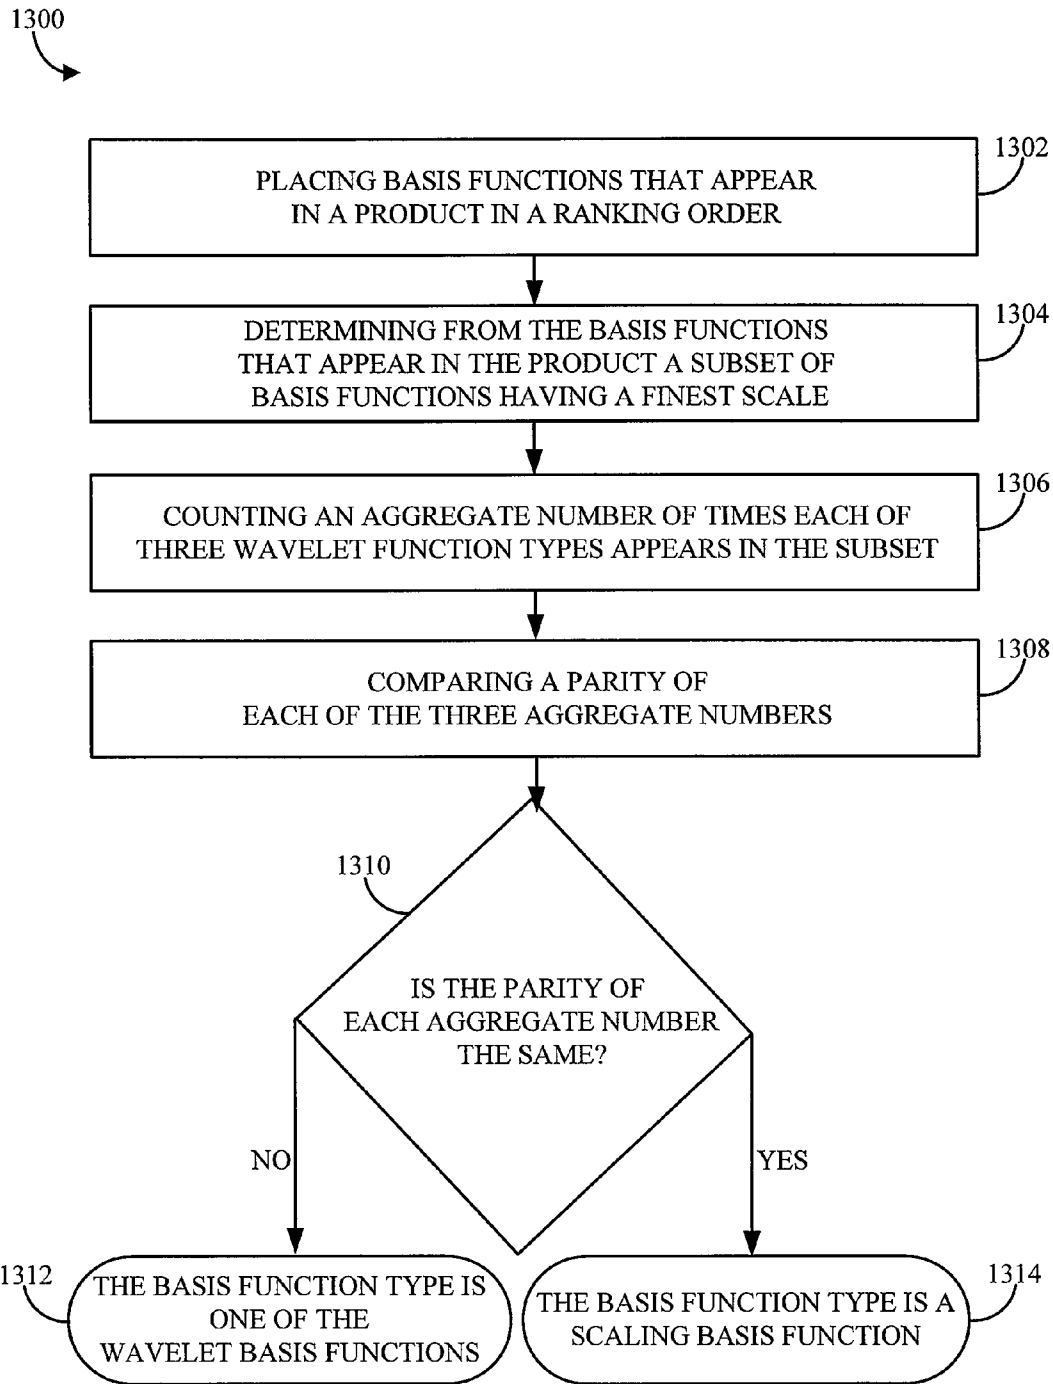 1300
1302
PLACING BASIS FUNCTIONS THAT APPEAR
IN A PRODUCT IN A RANKING ORDER
1304
DETERMINING FROM THE BASIS FUNCTIONS
THAT APPEAR IN THE PRODUCT A SUBSET OF
BASIS FUNCTIONS HAVING A FINEST SCALE
1306
COUNTING AN AGGREGATE NUMBER OF TIMES EACH OF
THREE WAVELET FUNCTION TYPES APPEARS IN THE SUBSET
1308
COMPARING A PARITY OF
EACH OF THE THREE AGGREGATE NUMBERS
1310
IS THE PARITY OF
EACH AGGREGATE NUMBER
THE SAME?
NO
YES
1312
THE BASIS FUNCTION TYPE IS
ONE OF THE
WAVELET BASIS FUNCTIONS
1314
THE BASIS FUNCTION TYPE IS A
SCALING BASIS FUNCTION